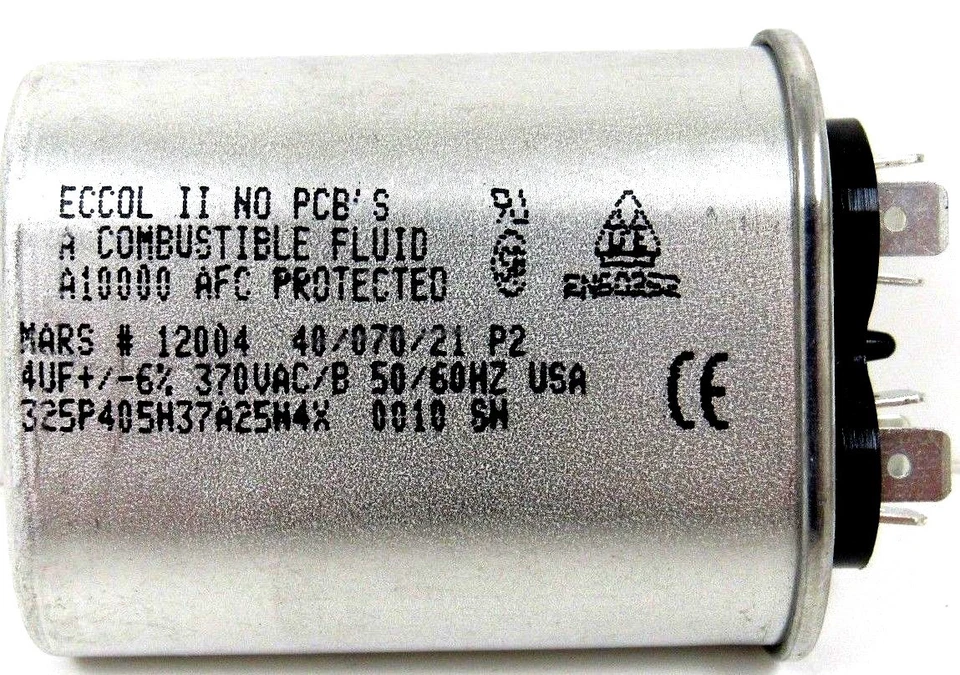 ECCOL II NO PCB'S
A COMBUSTIBLE FLUID
A10000 AFC PROTECTED
EN60252
MARS # 12004 40/070/21 P2
4UF+/-6% 370VAC/B 50/60HZ USA
325P405H37A25N4X 0010 SH
CE